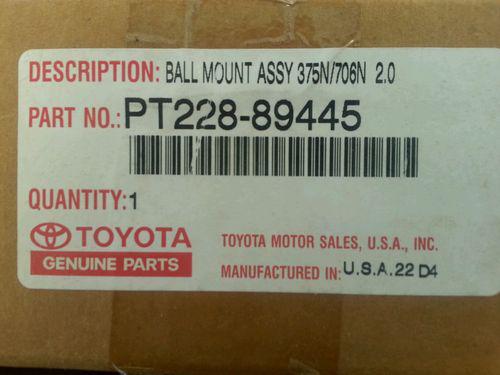 DESCRIPTION: BALL MOUNT ASSY 375N/706N 2.0
PART NO.: PT228-89445
QUANTITY: 1
TOYOTA
GENUINE PARTS
TOYOTA MOTOR SALES, U.S.A., INC.
MANUFACTURED IN: U.S.A. 22 D4